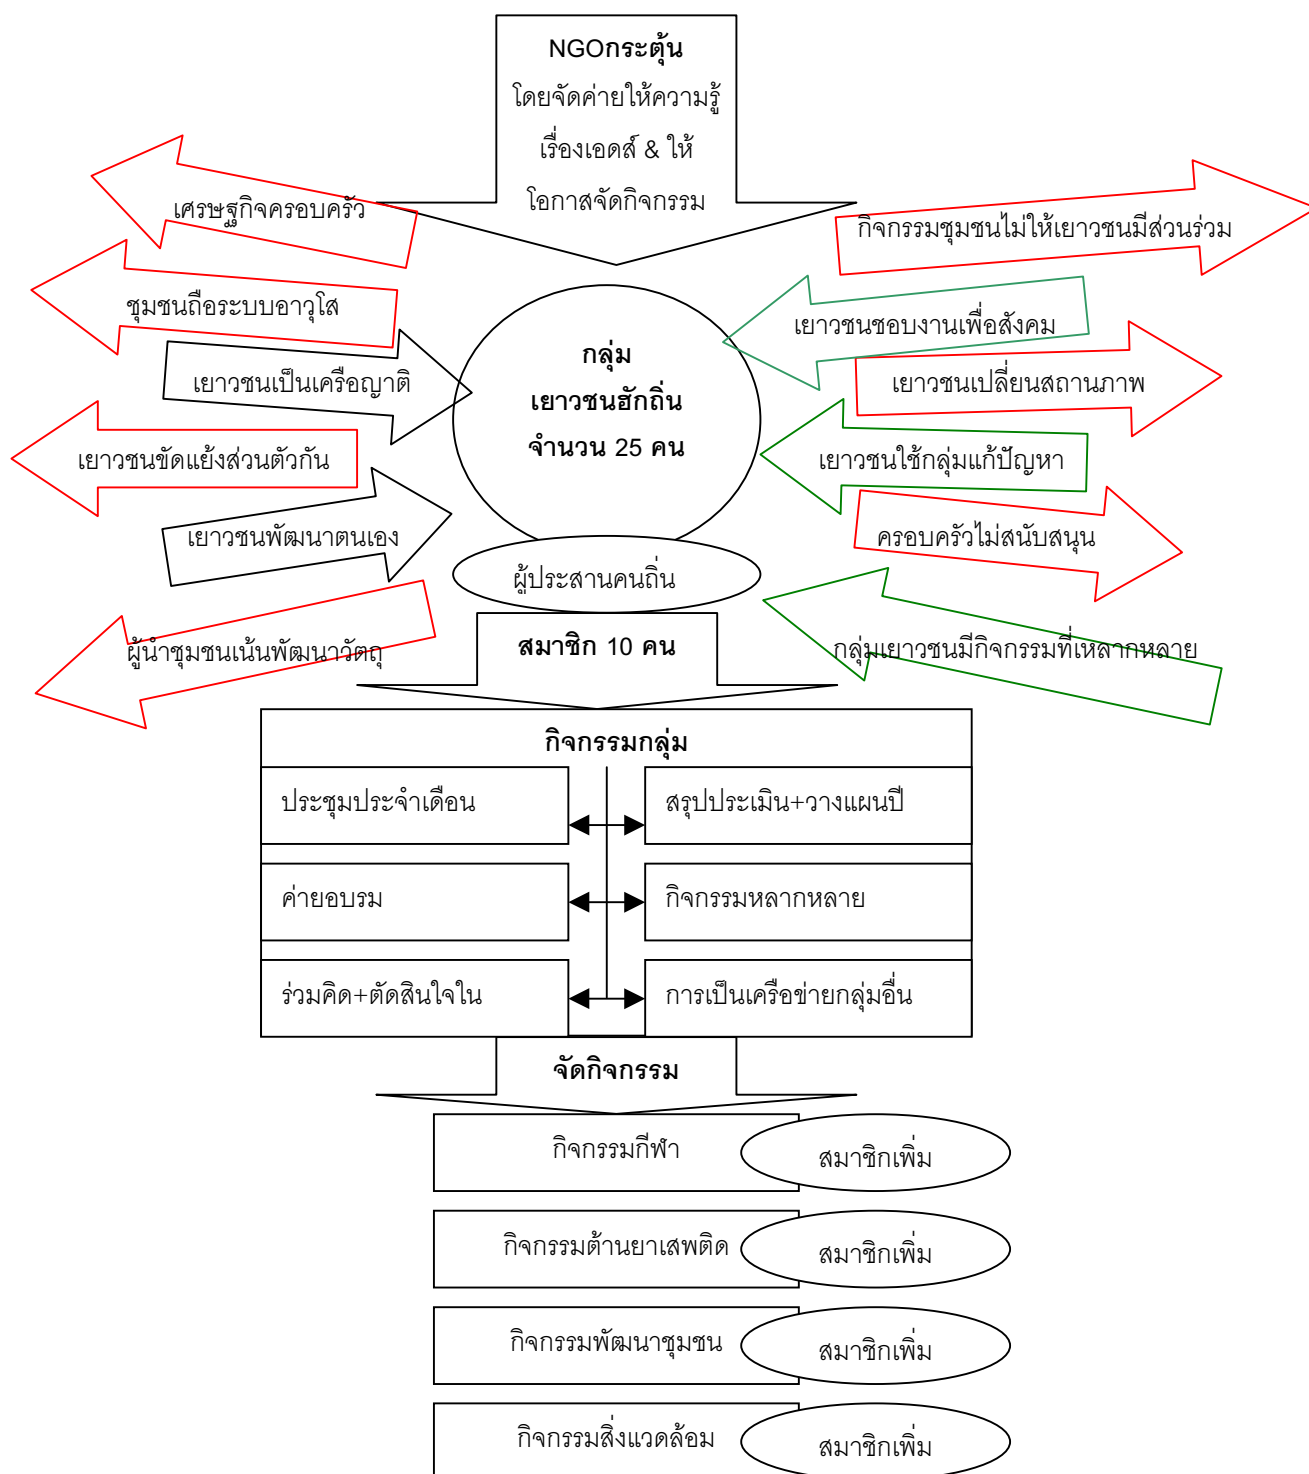 NGOกระตุ้น
โดยจัดค่ายให้ความรู้
เรื่องเอดส์ & ให้
โอกาสจัดกิจกรรม
เศรษฐกิจครอบครัว
กิจกรรมชุมชนไม่ให้เยาวชนมีส่วนร่วม
ชุมชนถือระบบอาวุโส
เยาวชนชอบงานเพื่อสังคม
กลุ่ม
เยาวชนฮักถิ่น
จำนวน 25 คน
เยาวชนเป็นเครือญาติ
เยาวชนเปลี่ยนสถานภาพ
เยาวชนขัดแย้งส่วนตัวกัน
เยาวชนใช้กลุ่มแก้ปัญหา
เยาวชนพัฒนาตนเอง
ครอบครัวไม่สนับสนุน
ผู้ประสานคนถิ่น
ผู้นำชุมชนเน้นพัฒนาวัตถุ
สมาชิก 10 คน
กลุ่มเยาวชนมีกิจกรรมที่เหลากหลาย
กิจกรรมกลุ่ม
ประชุมประจำเดือน
สรุปประเมิน+วางแผนปี
ค่ายอบรม
กิจกรรมหลากหลาย
ร่วมคิด+ตัดสินใจใน
การเป็นเครือข่ายกลุ่มอื่น
จัดกิจกรรม
กิจกรรมกีฬา
สมาชิกเพิ่ม
กิจกรรมต้านยาเสพติด
สมาชิกเพิ่ม
กิจกรรมพัฒนาชุมชน
สมาชิกเพิ่ม
กิจกรรมสิ่งแวดล้อม
สมาชิกเพิ่ม